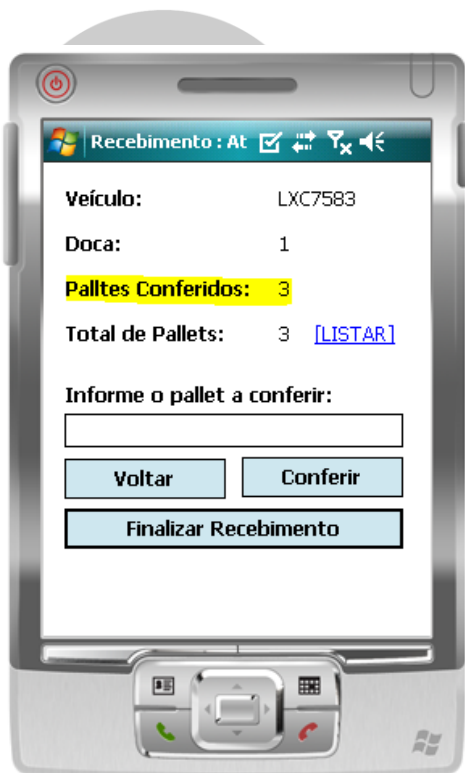 Recebimento : At
Veículo: LXC7583
Doca: 1
Palltes Conferidos: 3
Total de Pallets: 3 [LISTAR]
Informe o pallet a conferir:
Voltar Conferir
Finalizar Recebimento